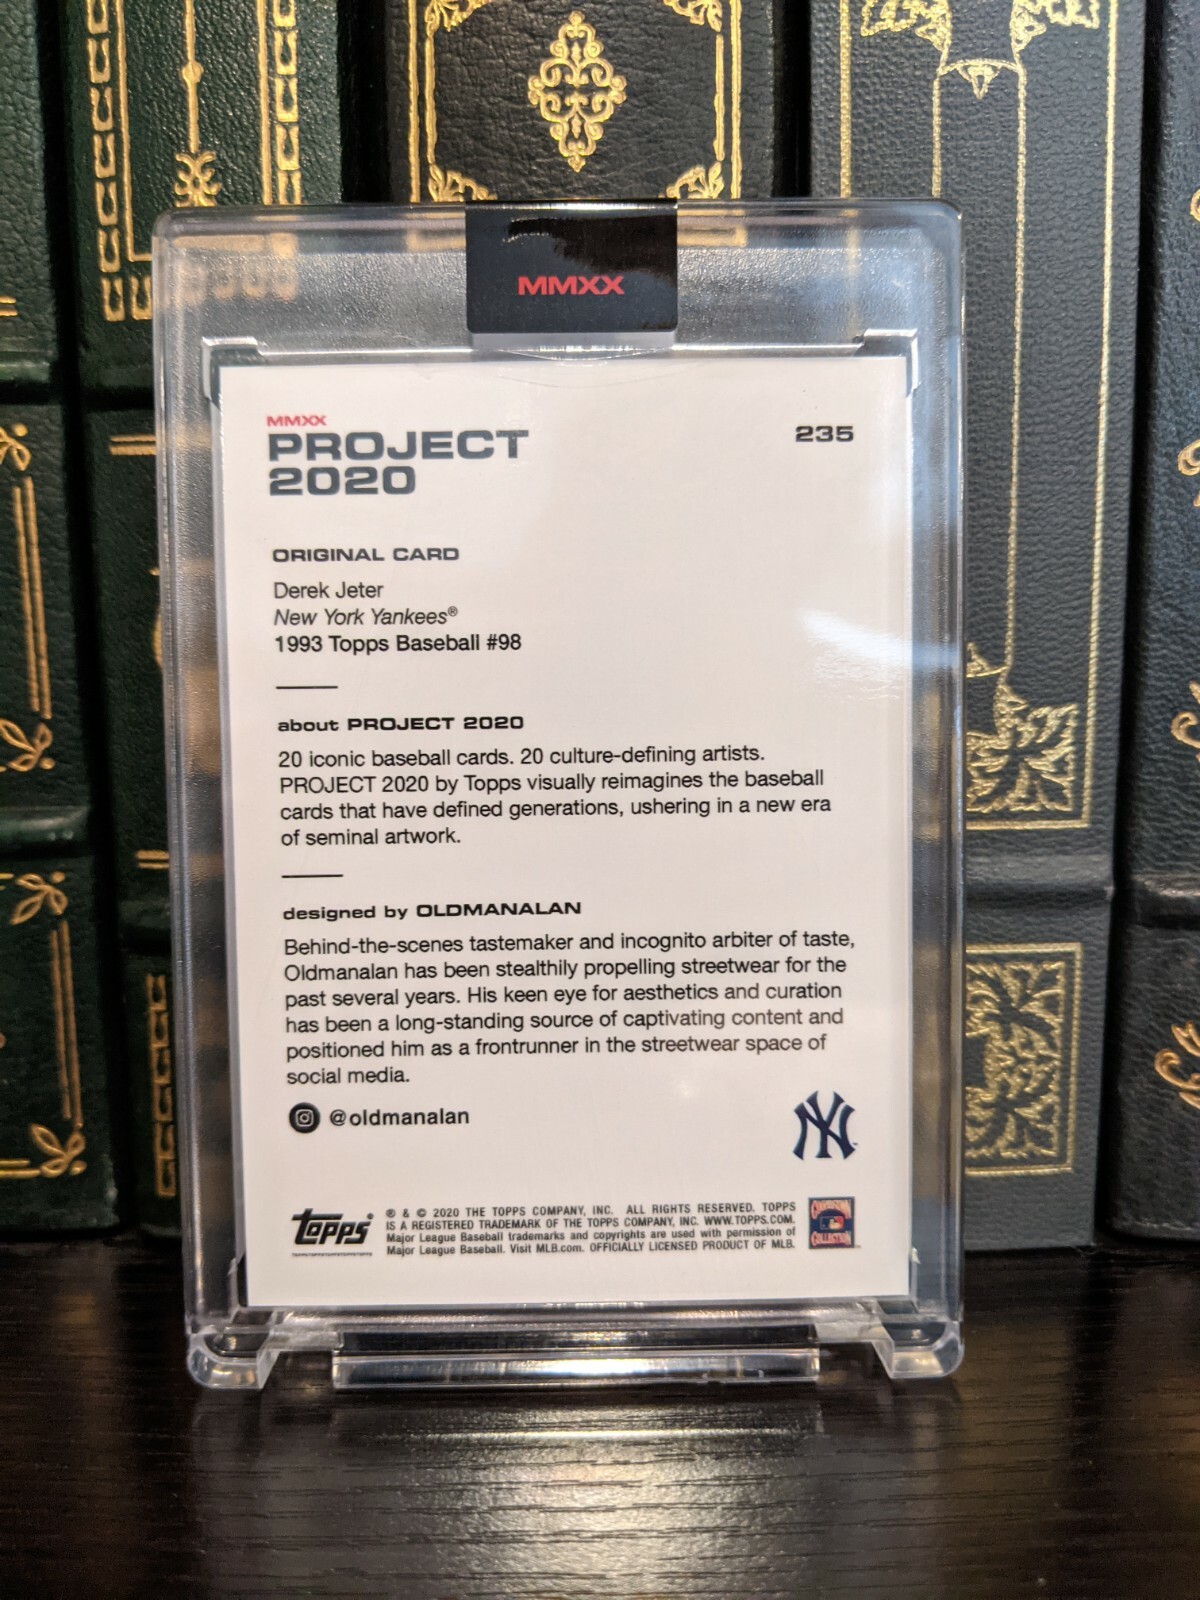 MMXX
MMXX
PROJECT
2020
235
ORIGINAL CARD
Derek Jeter
New York Yankees®
1993 Topps Baseball #98
about PROJECT 2020
20 iconic baseball cards. 20 culture-defining artists.
PROJECT 2020 by Topps visually reimagines the baseball
cards that have defined generations, ushering in a new era
of seminal artwork.
designed by OLDMANALAN
Behind-the-scenes tastemaker and incognito arbiter of taste,
Oldmanalan has been stealthily propelling streetwear for the
past several years. His keen eye for aesthetics and curation
has been a long-standing source of captivating content and
positioned him as a frontrunner in the streetwear space of
social media.
@oldmanalan
NY
topps®
® & © 2020 THE TOPPS COMPANY, INC. ALL RIGHTS RESERVED. TOPPS
IS A REGISTERED TRADEMARK OF THE TOPPS COMPANY, INC. WWW.TOPPS.COM.
Major League Baseball trademarks and copyrights are used with permission of
Major League Baseball. Visit MLB.com. OFFICIALLY LICENSED PRODUCT OF MLB.
COOPERSTOWN
COLLECTION